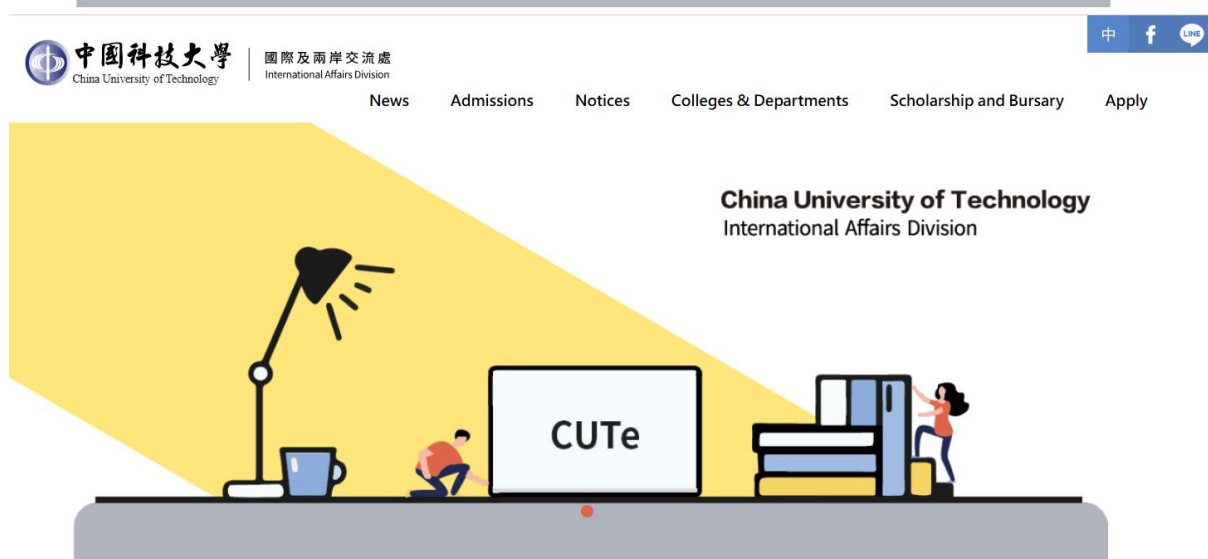 中 f LINE
中國科技大學
China University of Technology
國際及兩岸交流處
International Affairs Division
News Admissions Notices Colleges & Departments Scholarship and Bursary Apply
China University of Technology
International Affairs Division
CUTe